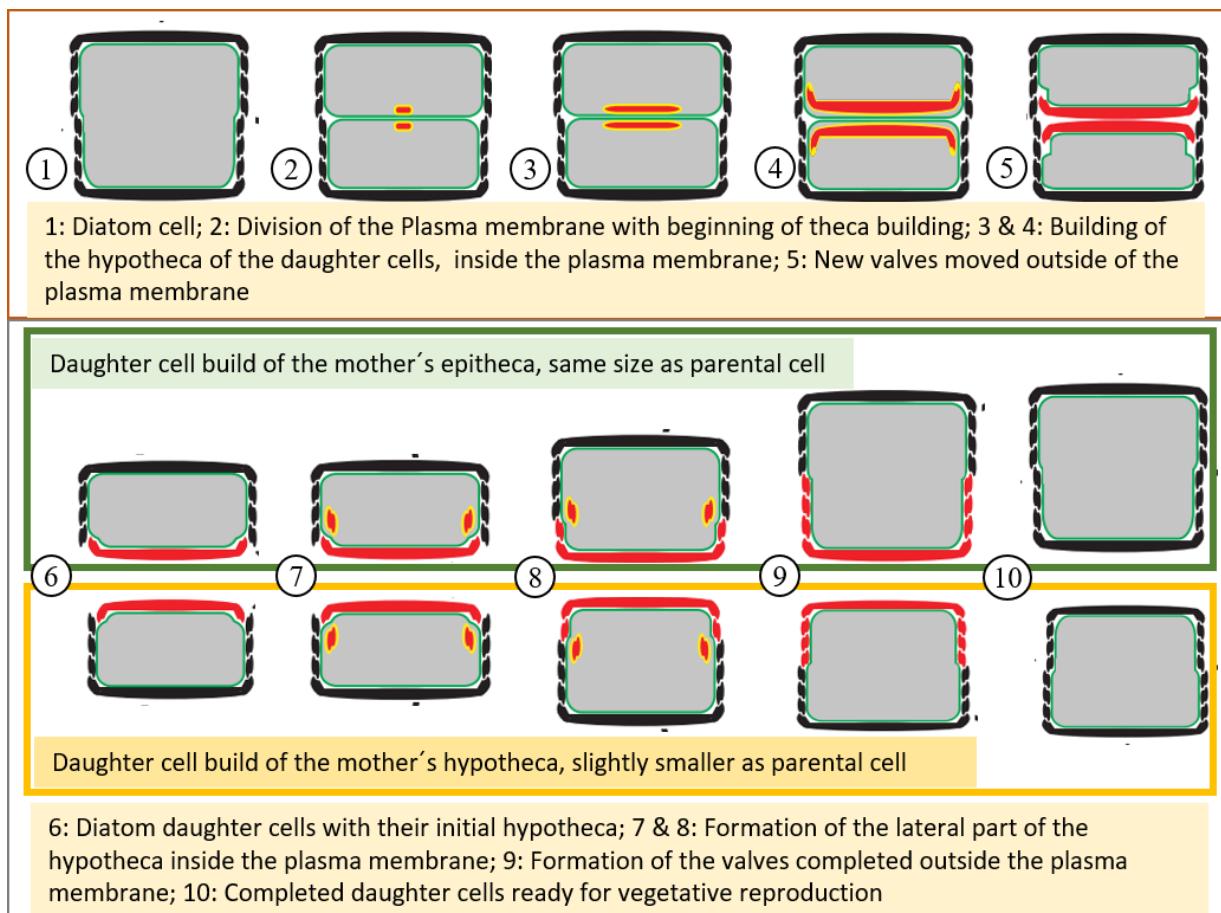 1
2
3
4
5
1: Diatom cell; 2: Division of the Plasma membrane with beginning of theca building; 3 & 4: Building of
the hypotheca of the daughter cells, inside the plasma membrane; 5: New valves moved outside of the
plasma membrane
Daughter cell build of the mother´s epitheca, same size as parental cell
6
7
8
9
10
Daughter cell build of the mother´s hypotheca, slightly smaller as parental cell
6: Diatom daughter cells with their initial hypotheca; 7 & 8: Formation of the lateral part of the
hypotheca inside the plasma membrane; 9: Formation of the valves completed outside the plasma
membrane; 10: Completed daughter cells ready for vegetative reproduction